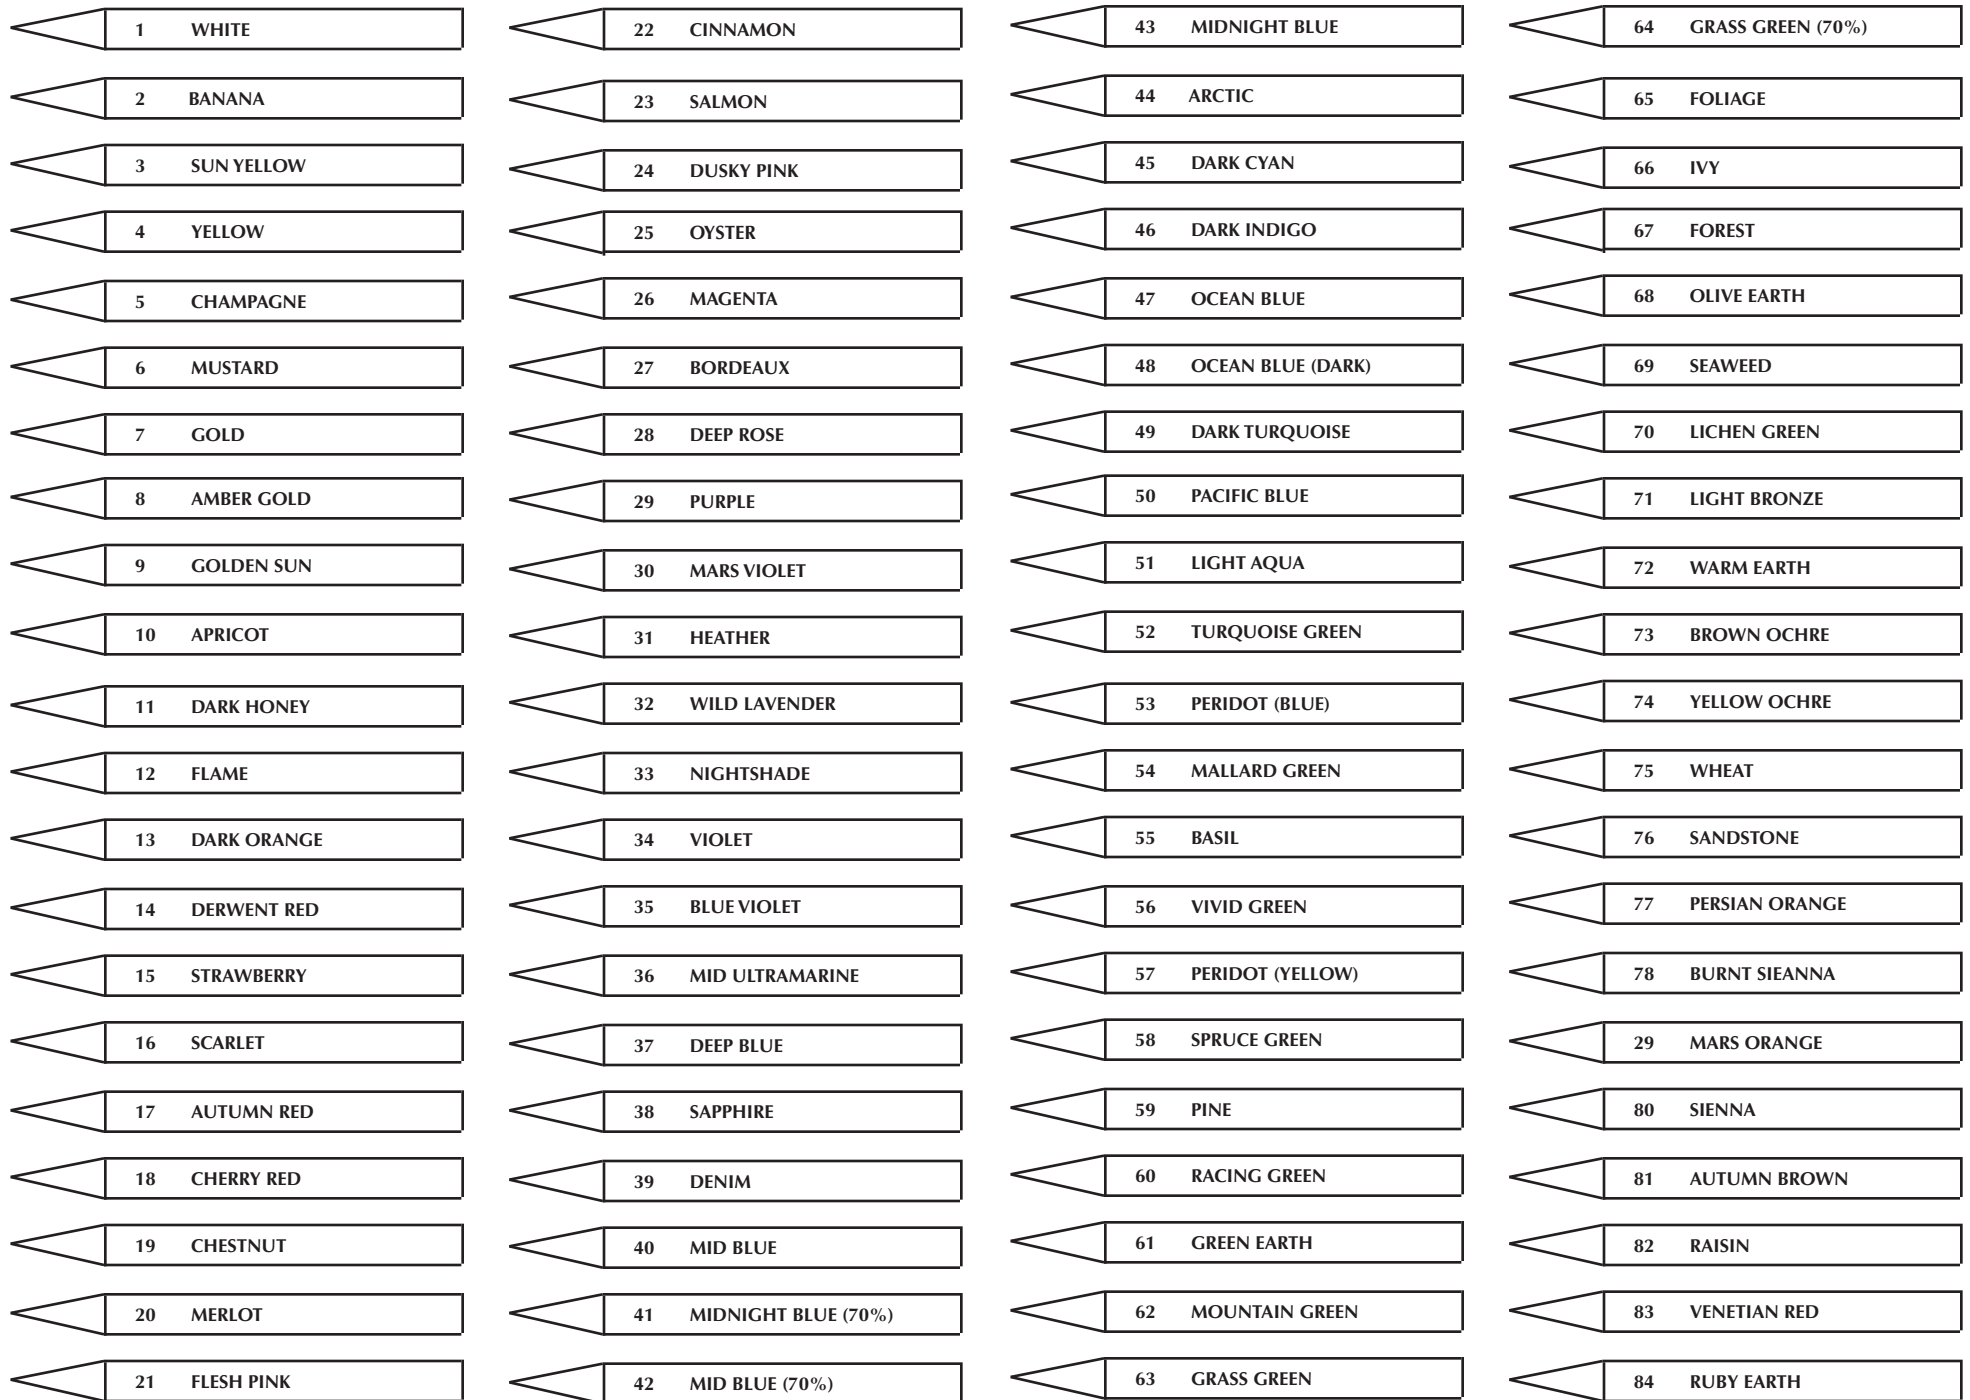 1 WHITE
2 BANANA
3 SUN YELLOW
4 YELLOW
5 CHAMPAGNE
6 MUSTARD
7 GOLD
8 AMBER GOLD
9 GOLDEN SUN
10 APRICOT
11 DARK HONEY
12 FLAME
13 DARK ORANGE
14 DERWENT RED
15 STRAWBERRY
16 SCARLET
17 AUTUMN RED
18 CHERRY RED
19 CHESTNUT
20 MERLOT
21 FLESH PINK
22 CINNAMON
23 SALMON
24 DUSKY PINK
25 OYSTER
26 MAGENTA
27 BORDEAUX
28 DEEP ROSE
29 PURPLE
30 MARS VIOLET
31 HEATHER
32 WILD LAVENDER
33 NIGHTSHADE
34 VIOLET
35 BLUE VIOLET
36 MID ULTRAMARINE
37 DEEP BLUE
38 SAPPHIRE
39 DENIM
40 MID BLUE
41 MIDNIGHT BLUE (70%)
42 MID BLUE (70%)
43 MIDNIGHT BLUE
44 ARCTIC
45 DARK CYAN
46 DARK INDIGO
47 OCEAN BLUE
48 OCEAN BLUE (DARK)
49 DARK TURQUOISE
50 PACIFIC BLUE
51 LIGHT AQUA
52 TURQUOISE GREEN
53 PERIDOT (BLUE)
54 MALLARD GREEN
55 BASIL
56 VIVID GREEN
57 PERIDOT (YELLOW)
58 SPRUCE GREEN
59 PINE
60 RACING GREEN
61 GREEN EARTH
62 MOUNTAIN GREEN
63 GRASS GREEN
64 GRASS GREEN (70%)
65 FOLIAGE
66 IVY
67 FOREST
68 OLIVE EARTH
69 SEAWEED
70 LICHEN GREEN
71 LIGHT BRONZE
72 WARM EARTH
73 BROWN OCHRE
74 YELLOW OCHRE
75 WHEAT
76 SANDSTONE
77 PERSIAN ORANGE
78 BURNT SIEANNA
29 MARS ORANGE
80 SIENNA
81 AUTUMN BROWN
82 RAISIN
83 VENETIAN RED
84 RUBY EARTH